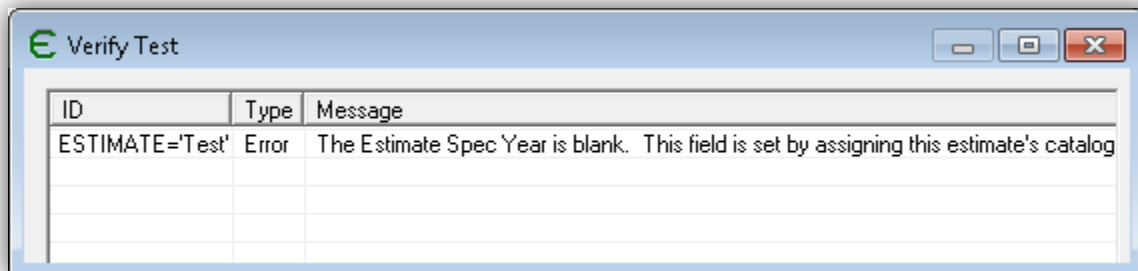 Verify Test
ID Type Message
ESTIMATE='Test' Error The Estimate Spec Year is blank.  This field is set by assigning this estimate's catalog